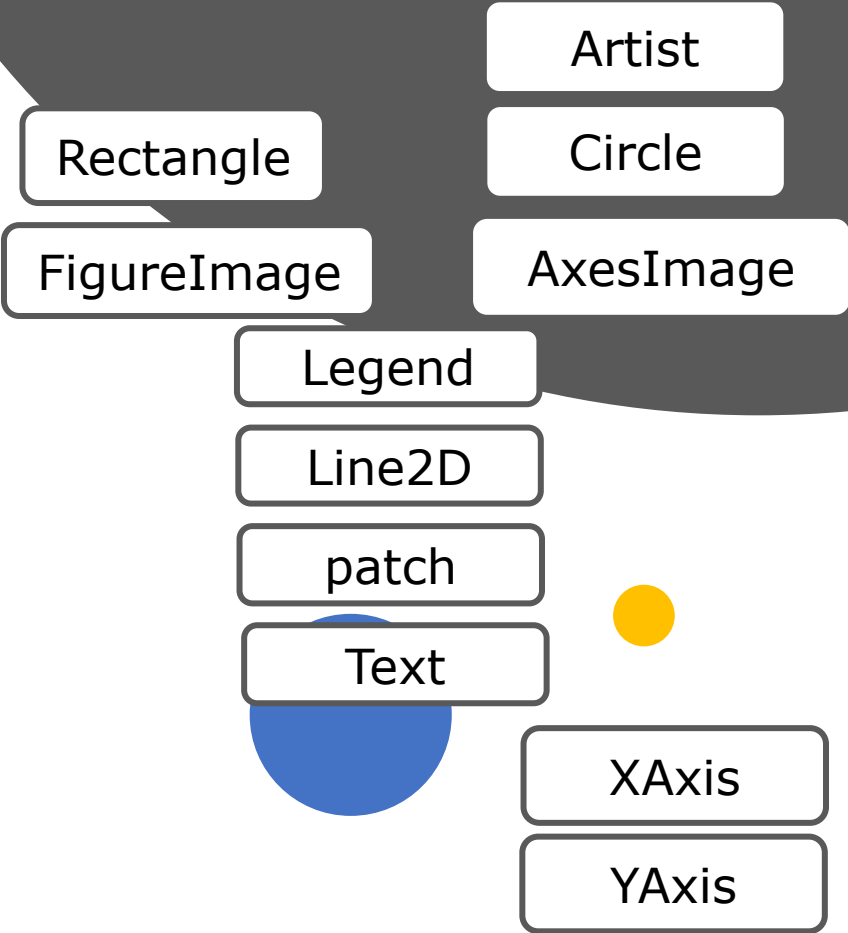 Artist
Rectangle
Circle
FigureImage
AxesImage
Legend
Line2D
patch
Text
XAxis
YAxis